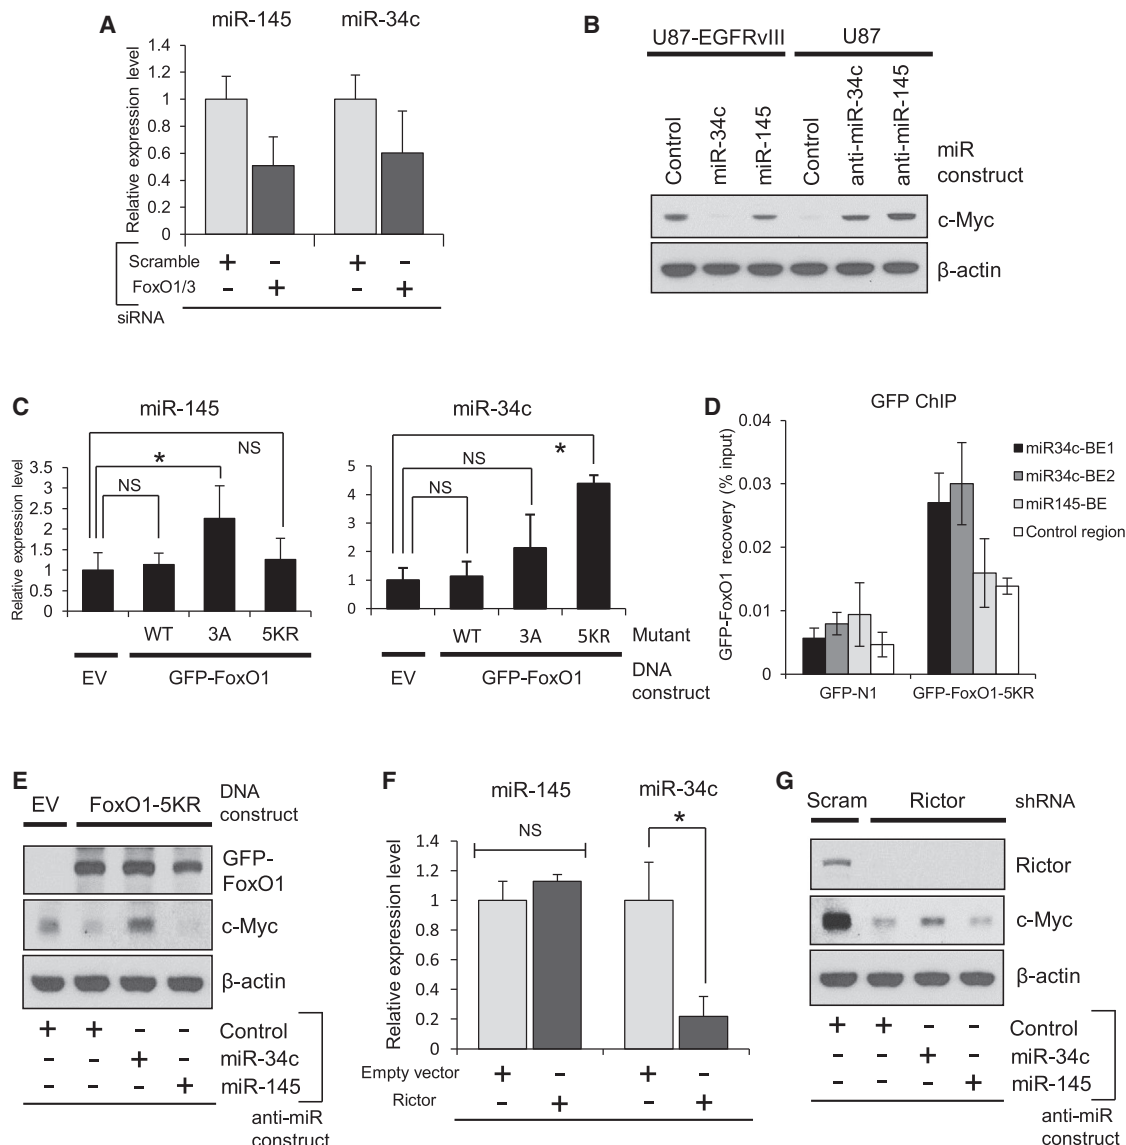 A
miR-145 miR-34c
Relative expression level
1.4
1.2
1
0.8
0.6
0.4
0.2
0
Scramble + – + –
FoxO1/3 – + – +
siRNA
B
U87-EGFRvIII U87
Control miR-34c miR-145 Control anti-miR-34c anti-miR-145
miR construct
c-Myc
β-actin
C
miR-145
Relative expression level
3.5
3
2.5
2
1.5
1
0.5
0
NS * NS
WT 3A 5KR
EV GFP-FoxO1
miR-34c
5
4
3
2
1
0
NS NS *
WT 3A 5KR Mutant
EV GFP-FoxO1 DNA construct
D
GFP ChIP
GFP-FoxO1 recovery (% input)
0.04
0.03
0.02
0.01
0
miR34c-BE1
miR34c-BE2
miR145-BE
Control region
GFP-N1 GFP-FoxO1-5KR
E
EV FoxO1-5KR DNA construct
GFP-FoxO1
c-Myc
β-actin
+ + – – Control
– – + – miR-34c
– – – + miR-145
anti-miR construct
F
miR-145 miR-34c
Relative expression level
1.4
1.2
1
0.8
0.6
0.4
0.2
0
NS *
Empty vector + – + –
Rictor – + – +
G
Scram Rictor shRNA
Rictor
c-Myc
β-actin
+ + – – Control
– – + – miR-34c
– – – + miR-145
anti-miR construct